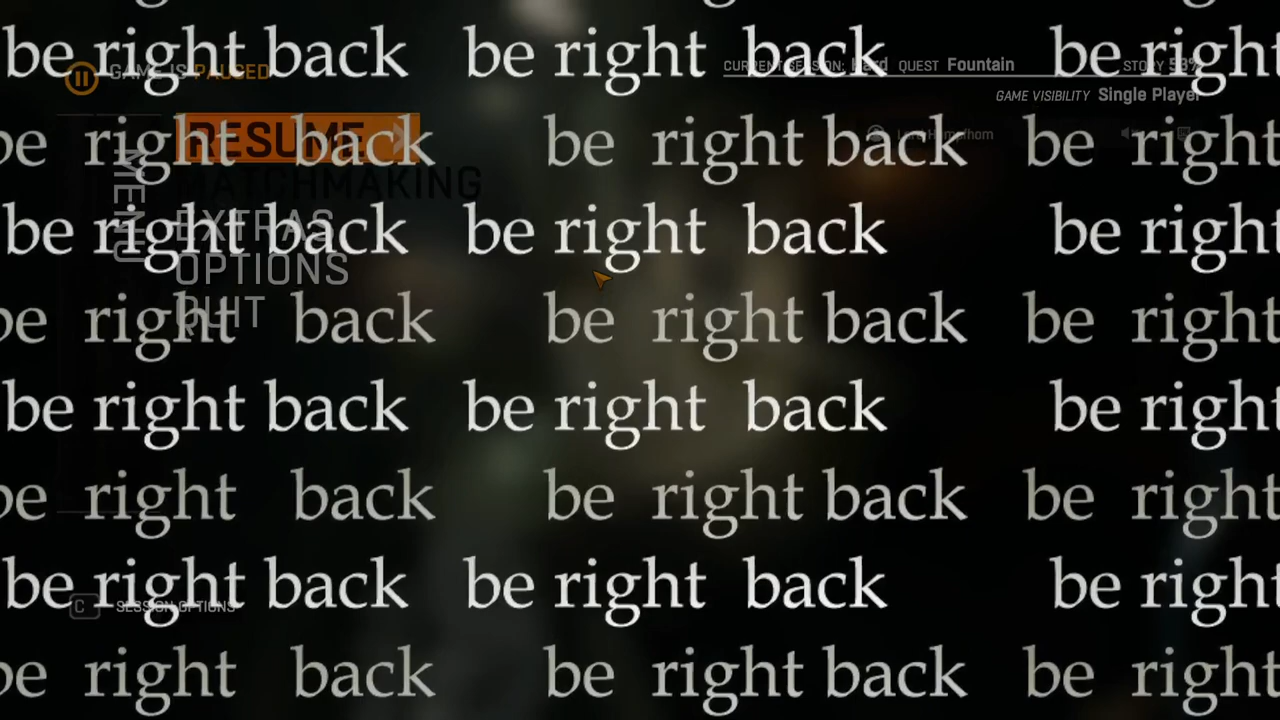 be right back be right back be right
GAME IS PAUSED
CURRENT SESSION: Hard QUEST Fountain STORY 58%
GAME VISIBILITY Single Player
RESUME
be right back be right back be right
MATCHMAKING
MENU
be right back be right back be right
EXTRAS
OPTIONS
be right back be right back be right
QUIT
be right back be right back be right
be right back be right back be right
be right back be right back be right
C SESSION OPTIONS
be right back be right back be right